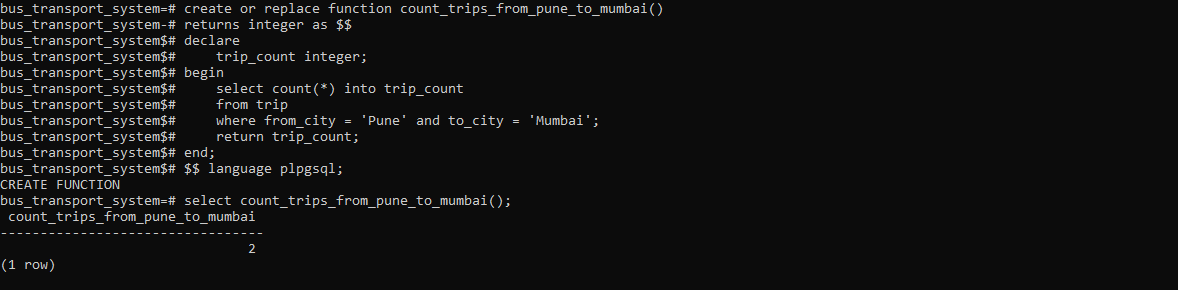 bus_transport_system=# create or replace function count_trips_from_pune_to_mumbai()
bus_transport_system-# returns integer as $$
bus_transport_system$# declare
bus_transport_system$#     trip_count integer;
bus_transport_system$# begin
bus_transport_system$#     select count(*) into trip_count
bus_transport_system$#     from trip
bus_transport_system$#     where from_city = 'Pune' and to_city = 'Mumbai';
bus_transport_system$#     return trip_count;
bus_transport_system$# end;
bus_transport_system$# $$ language plpgsql;
CREATE FUNCTION
bus_transport_system=# select count_trips_from_pune_to_mumbai();
 count_trips_from_pune_to_mumbai
---------------------------------
                               2
(1 row)